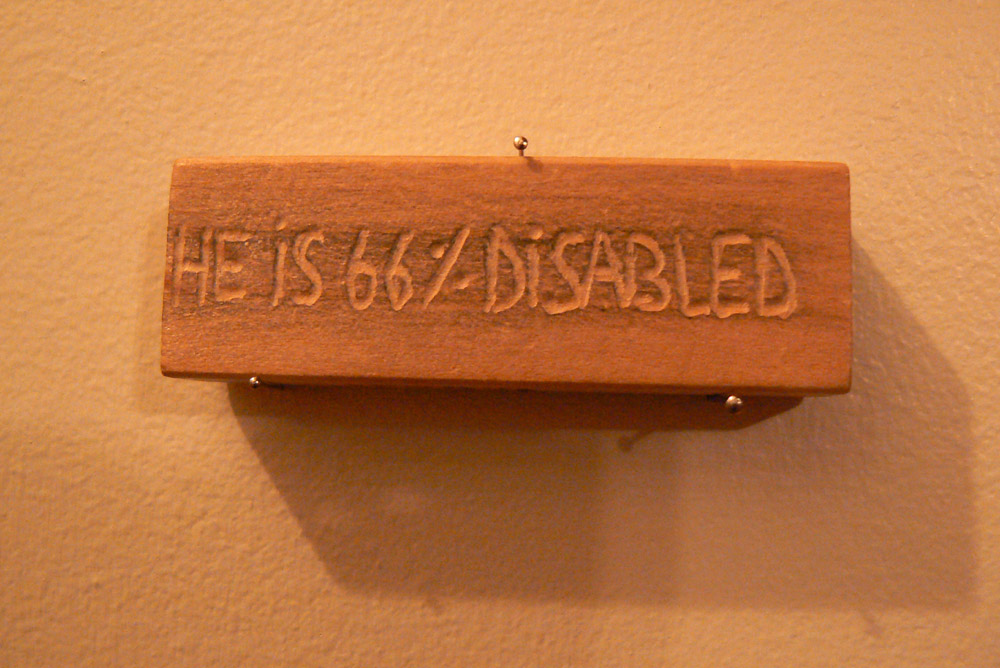 HE iS 66% DiSABLED